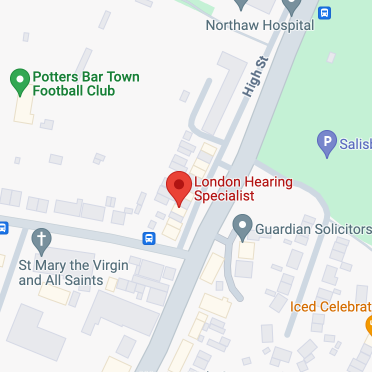 Northaw Hospital
High St
Potters Bar Town
Football Club
P
Salisb
London Hearing
Specialist
Guardian Solicitors
St Mary the Virgin
and All Saints
Iced Celebrat